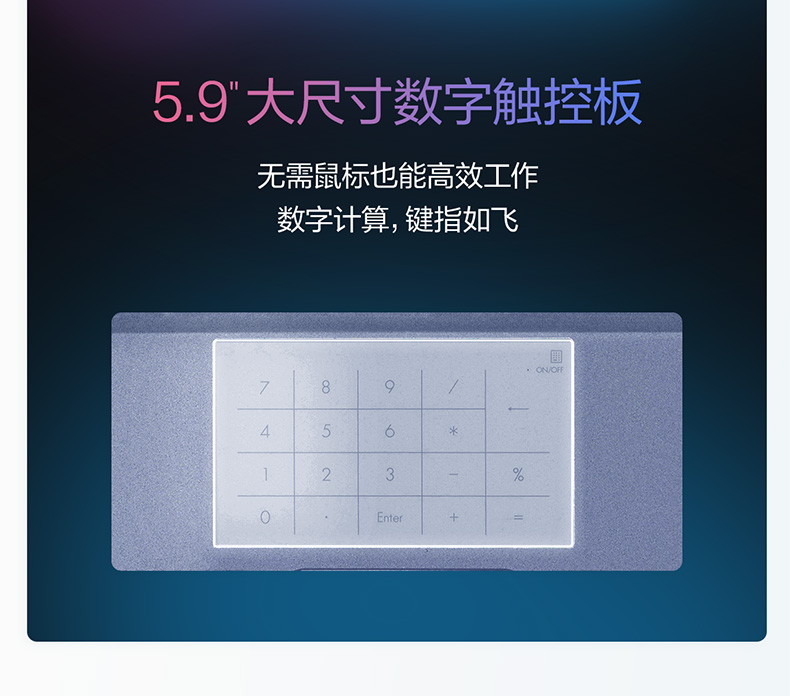 5.9"大尺寸数字触控板
无需鼠标也能高效工作
数字计算, 键指如飞
• ON/OFF
7 8 9 / ←
4 5 6 *
1 2 3 − %
0 · Enter + =